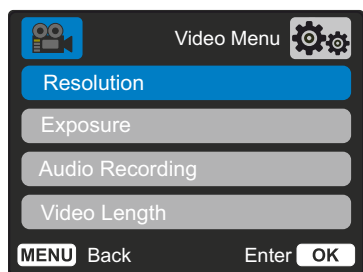 Video Menu
Resolution
Exposure
Audio Recording
Video Length
MENU Back Enter OK